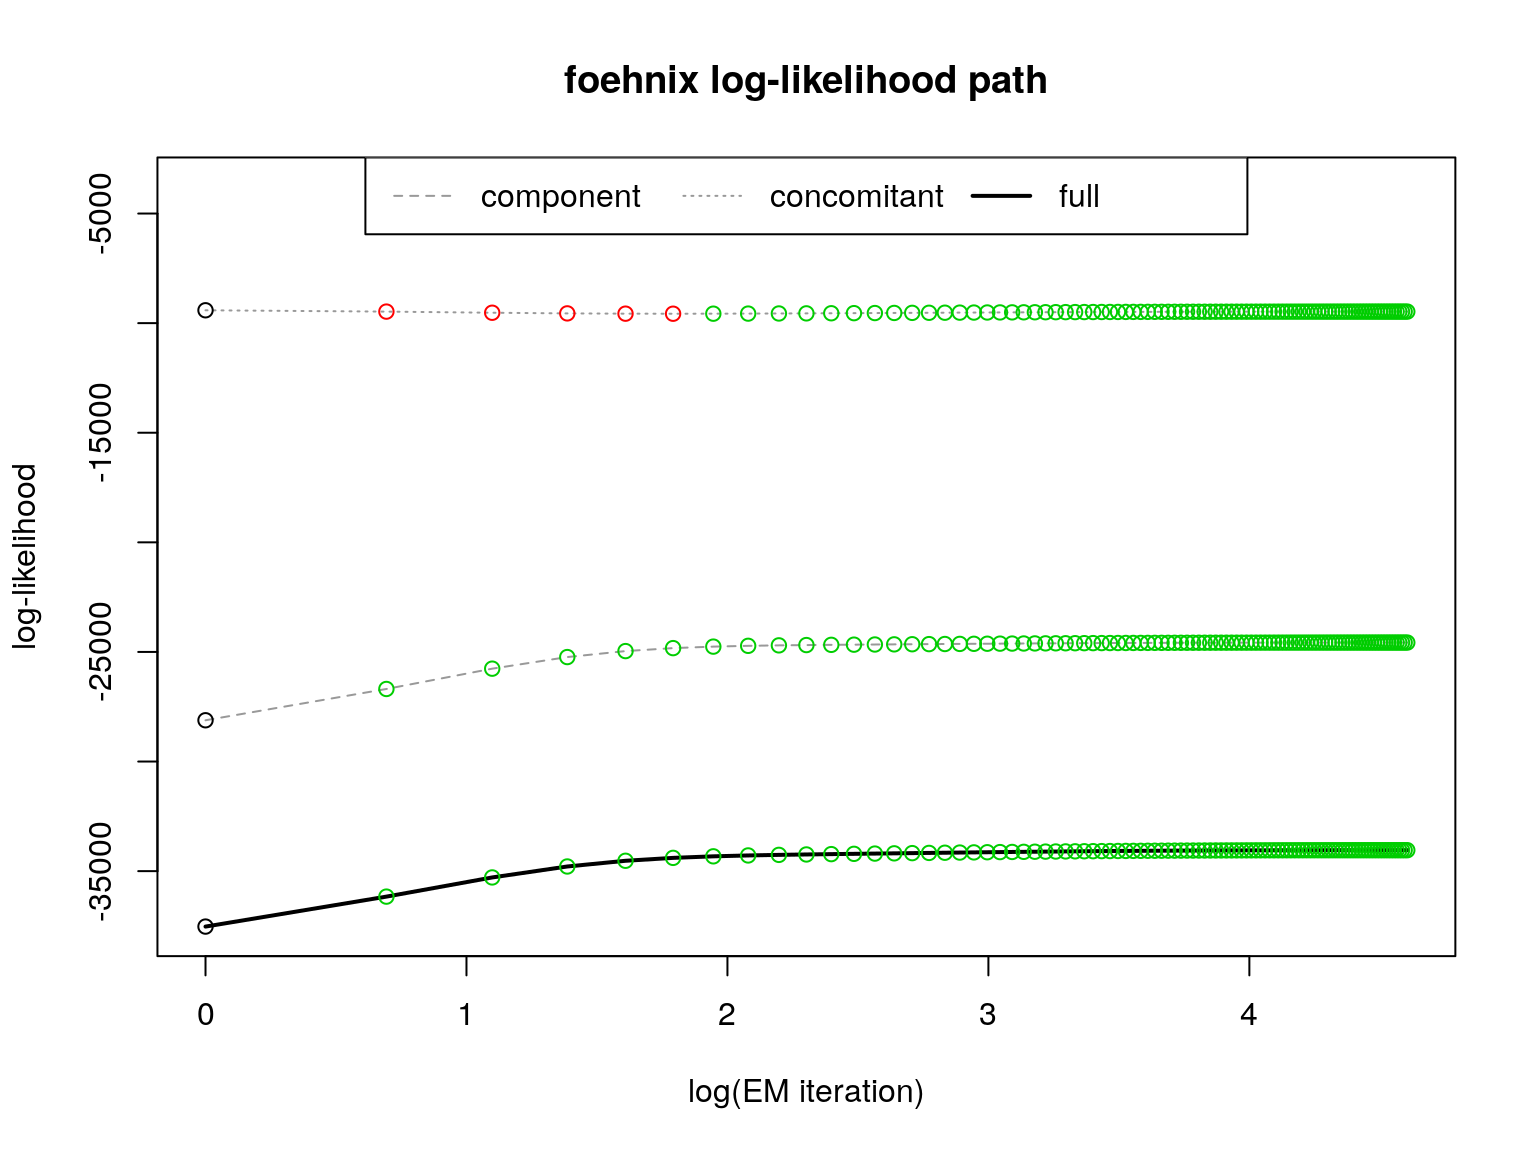 foehnix log-likelihood path
component concomitant full
log-likelihood
-5000
-15000
-25000
-35000
0 1 2 3 4
log(EM iteration)